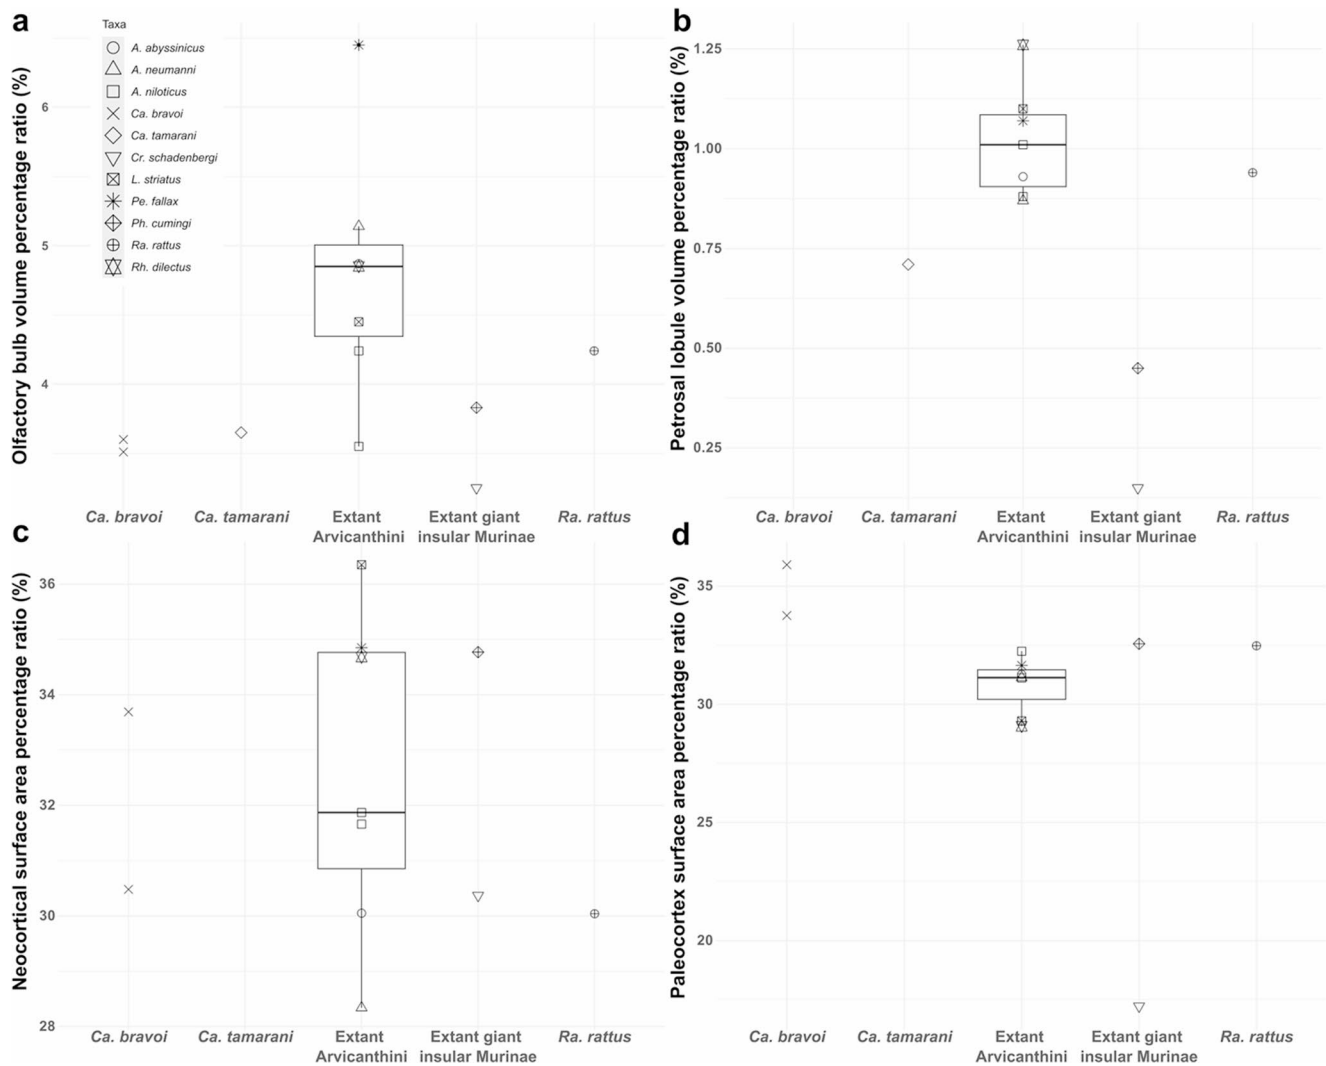 a
Taxa
A. abyssinicus
A. neumanni
A. niloticus
Ca. bravoi
Ca. tamarani
Cr. schadenbergi
L. striatus
Pe. fallax
Ph. cumingi
Ra. rattus
Rh. dilectus
Olfactory bulb volume percentage ratio (%)
6
5
4
Ca. bravoi Ca. tamarani Extant Arvicanthini Extant giant insular Murinae Ra. rattus
b
Petrosal lobule volume percentage ratio (%)
1.25
1.00
0.75
0.50
0.25
Ca. bravoi Ca. tamarani Extant Arvicanthini Extant giant insular Murinae Ra. rattus
c
Neocortical surface area percentage ratio (%)
36
34
32
30
28
Ca. bravoi Ca. tamarani Extant Arvicanthini Extant giant insular Murinae Ra. rattus
d
Paleocortex surface area percentage ratio (%)
35
30
25
20
Ca. bravoi Ca. tamarani Extant Arvicanthini Extant giant insular Murinae Ra. rattus